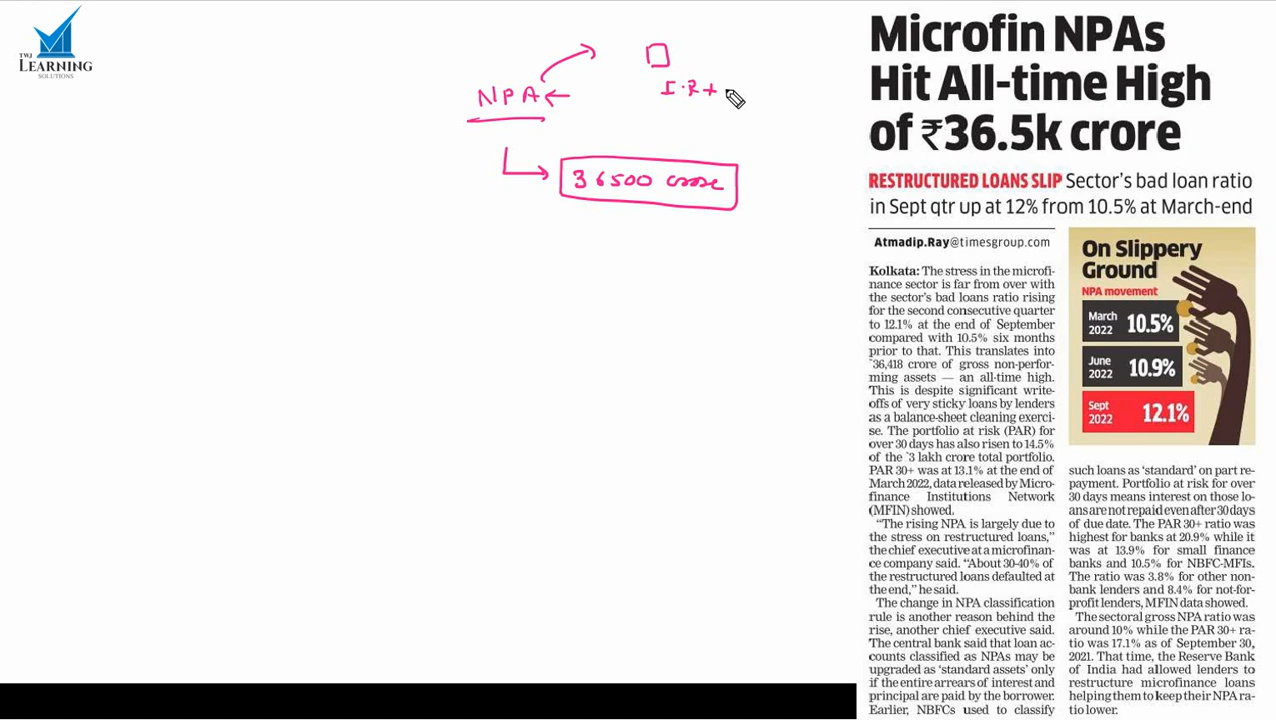 TWJ
LEARNING
SOLUTIONS
NPA
I.R+
36500 crore
Microfin NPAs
Hit All-time High
of ₹36.5k crore
RESTRUCTURED LOANS SLIP Sector's bad loan ratio
in Sept qtr up at 12% from 10.5% at March-end
Atmadip.Ray@timesgroup.com
Kolkata: The stress in the microfi-
nance sector is far from over with
the sector's bad loans ratio rising
for the second consecutive quarter
to 12.1% at the end of September
compared with 10.5% six months
prior to that. This translates into
`36,418 crore of gross non-perfor-
ming assets — an all-time high.
This is despite significant write-
offs of very sticky loans by lenders
as a balance-sheet cleaning exerci-
se. The portfolio at risk (PAR) for
over 30 days has also risen to 14.5%
of the `3 lakh crore total portfolio.
PAR 30+ was at 13.1% at the end of
March 2022, data released by Micro-
finance Institutions Network
(MFIN) showed.
"The rising NPA is largely due to
the stress on restructured loans,"
the chief executive at a microfinan-
ce company said. "About 30-40% of
the restructured loans defaulted at
the end," he said.
The change in NPA classification
rule is another reason behind the
rise, another chief executive said.
The central bank said that loan ac-
counts classified as NPAs may be
upgraded as 'standard assets' only
if the entire arrears of interest and
principal are paid by the borrower.
Earlier, NBFCs used to classify
On Slippery
Ground
NPA movement
March
2022 10.5%
June
2022 10.9%
Sept
2022 12.1%
such loans as 'standard' on part re-
payment. Portfolio at risk for over
30 days means interest on those lo-
ans are not repaid even after 30 days
of due date. The PAR 30+ ratio was
highest for banks at 20.9% while it
was at 13.9% for small finance
banks and 10.5% for NBFC-MFIs.
The ratio was 3.8% for other non-
bank lenders and 8.4% for not-for-
profit lenders, MFIN data showed.
The sectoral gross NPA ratio was
around 10% while the PAR 30+ ra-
tio was 17.1% as of September 30,
2021. That time, the Reserve Bank
of India had allowed lenders to
restructure microfinance loans
helping them to keep their NPA ra-
tio lower.